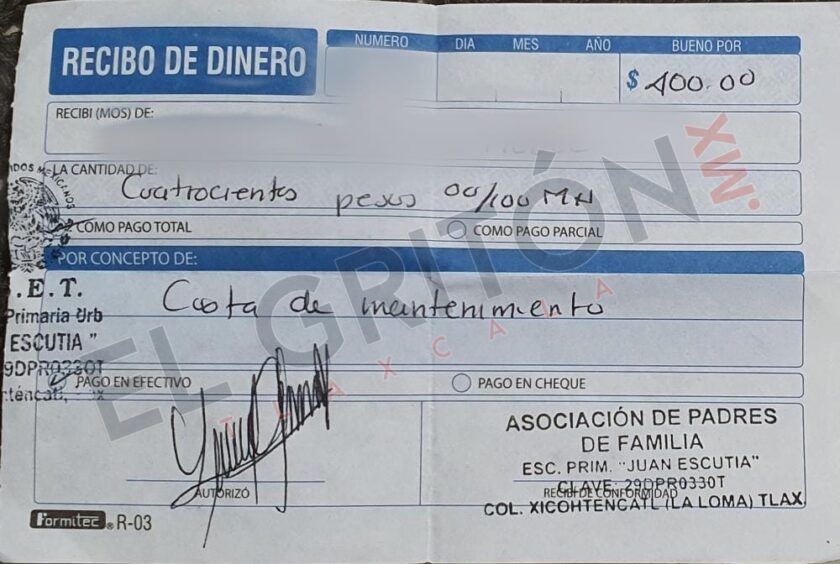 RECIBO DE DINERO
NUMERO DIA MES AÑO BUENO POR
$ 400.00
RECIBI (MOS) DE:
LA CANTIDAD DE:
Cuatrocientos pesos 00/100 MN
COMO PAGO TOTAL COMO PAGO PARCIAL
POR CONCEPTO DE:
.E.T.
Primaria Urb
ESCUTIA"
9DPR0330T
Cuota de mantenimiento
PAGO EN EFECTIVO PAGO EN CHEQUE
ASOCIACIÓN DE PADRES
DE FAMILIA
ESC. PRIM. "JUAN ESCUTIA"
CLAVE: 29DPR0330T
AUTORIZÓ RECIBI DE CONFORMIDAD
COL. XICOHTENCATL (LA LOMA) TLAX.
Formitec ® R-03
EL GRITÓN
TLAXCALA
.MX